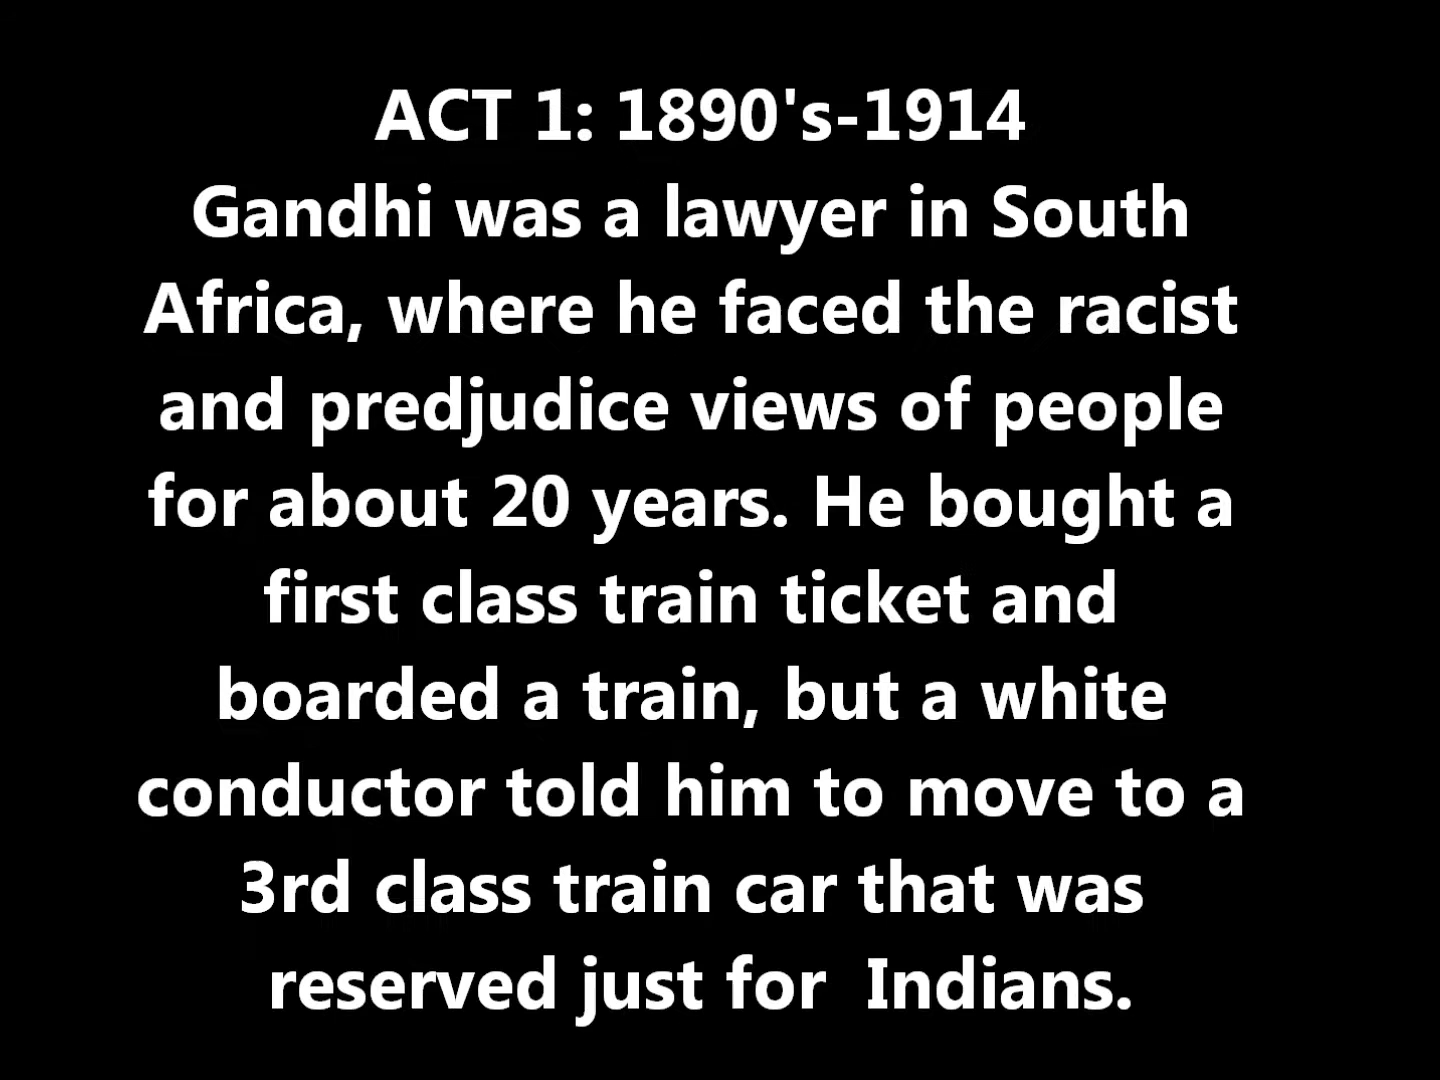 ACT 1: 1890's-1914
Gandhi was a lawyer in South
Africa, where he faced the racist
and predjudice views of people
for about 20 years. He bought a
first class train ticket and
boarded a train, but a white
conductor told him to move to a
3rd class train car that was
reserved just for  Indians.